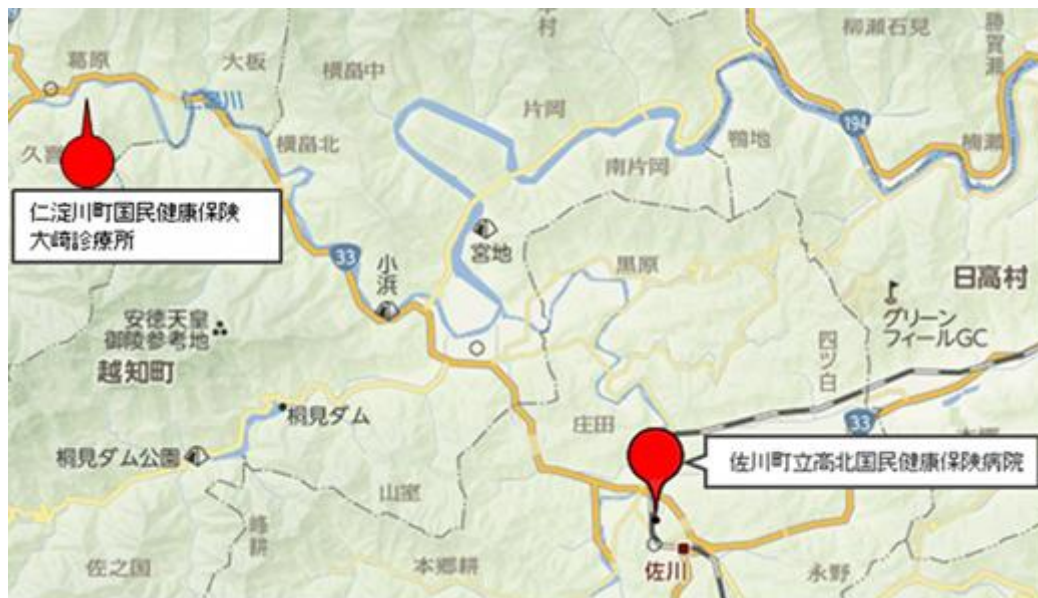 村
柳瀬石見
勝賀瀬
葛原
大板
横畠中
片岡
仁淀川
194
鴨地
楠瀬
久喜
横畠北
南片岡
仁淀川町国民健康保険
大崎診療所
33
小浜
宮地
黒原
日高村
グリーン
フィールGC
安徳天皇
御陵参考地
越知町
四ツ白
桐見ダム
庄田
33
桐見ダム公園
佐川町立高北国民健康保険病院
山室
峰耕
佐之国
本郷耕
佐川
永野